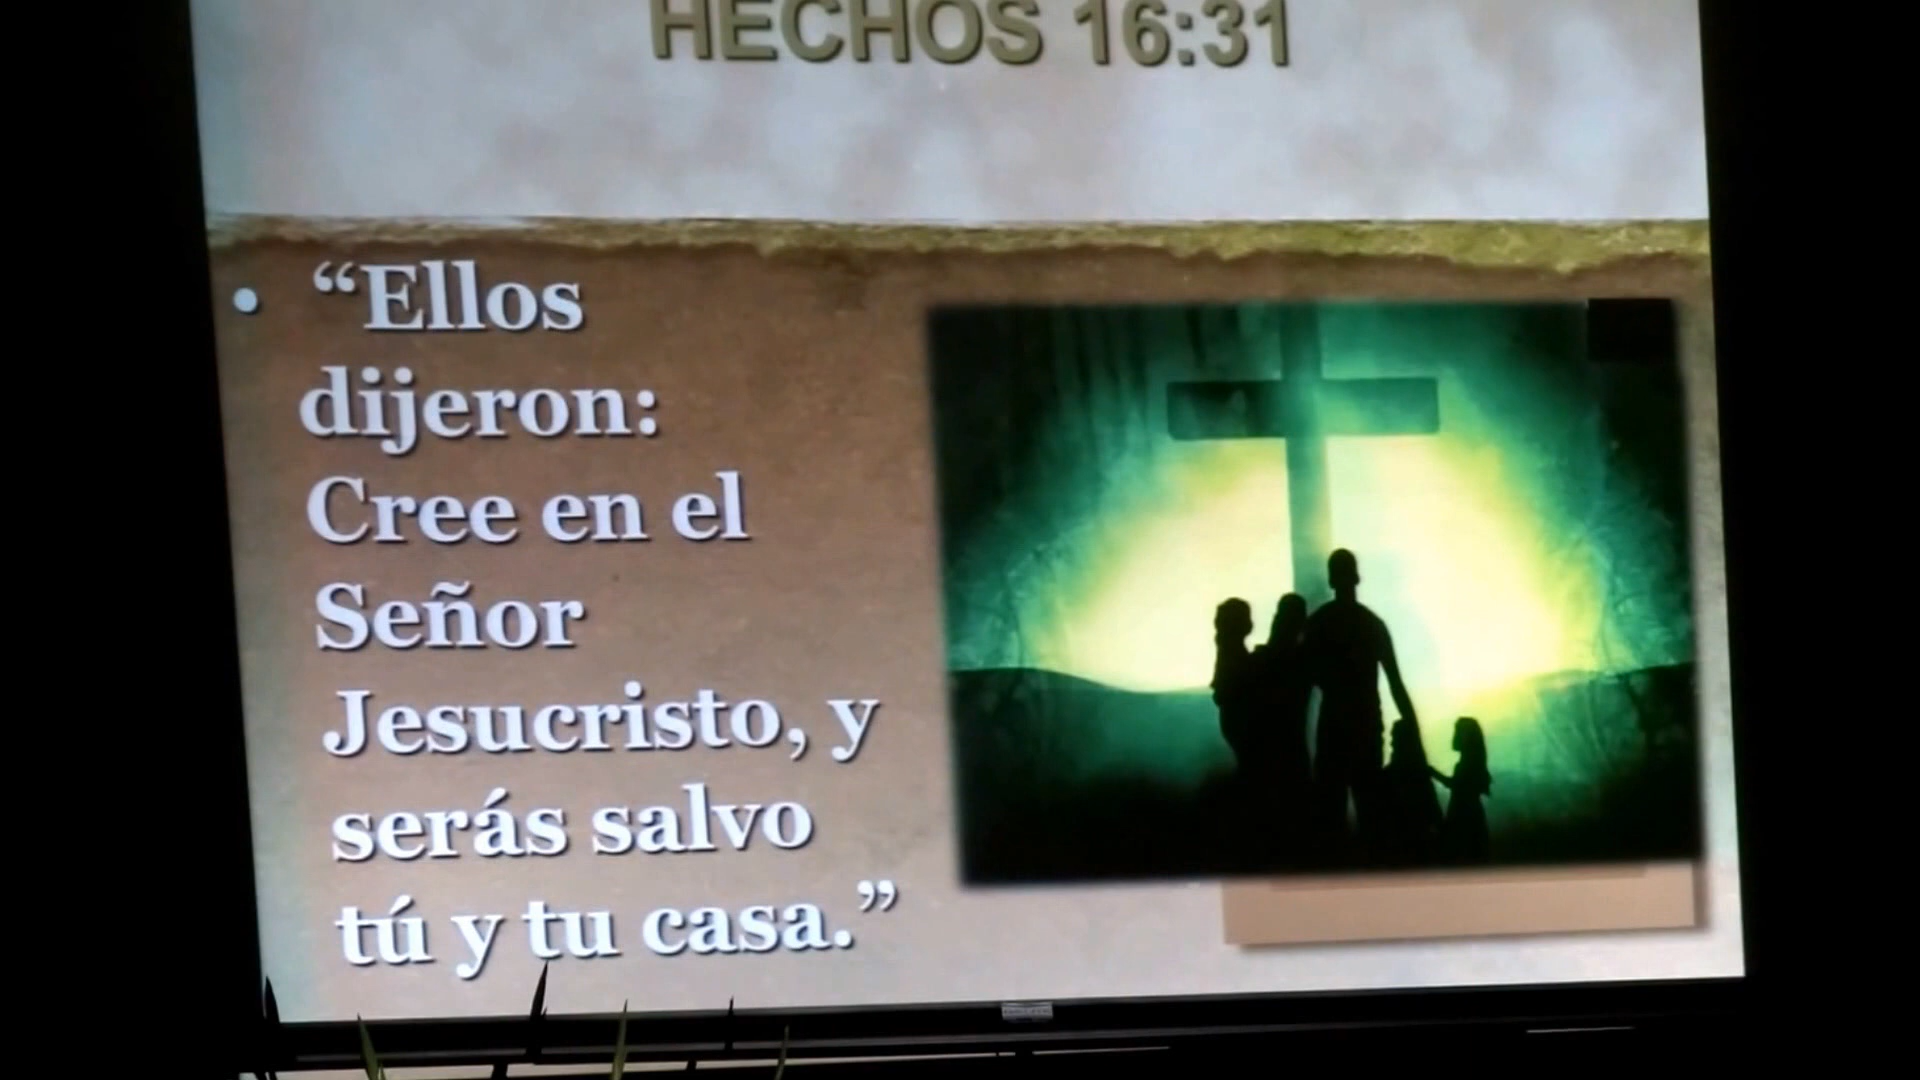 HECHOS 16:31
• “Ellos
dijeron:
Cree en el
Señor
Jesucristo, y
serás salvo
tú y tu casa.”